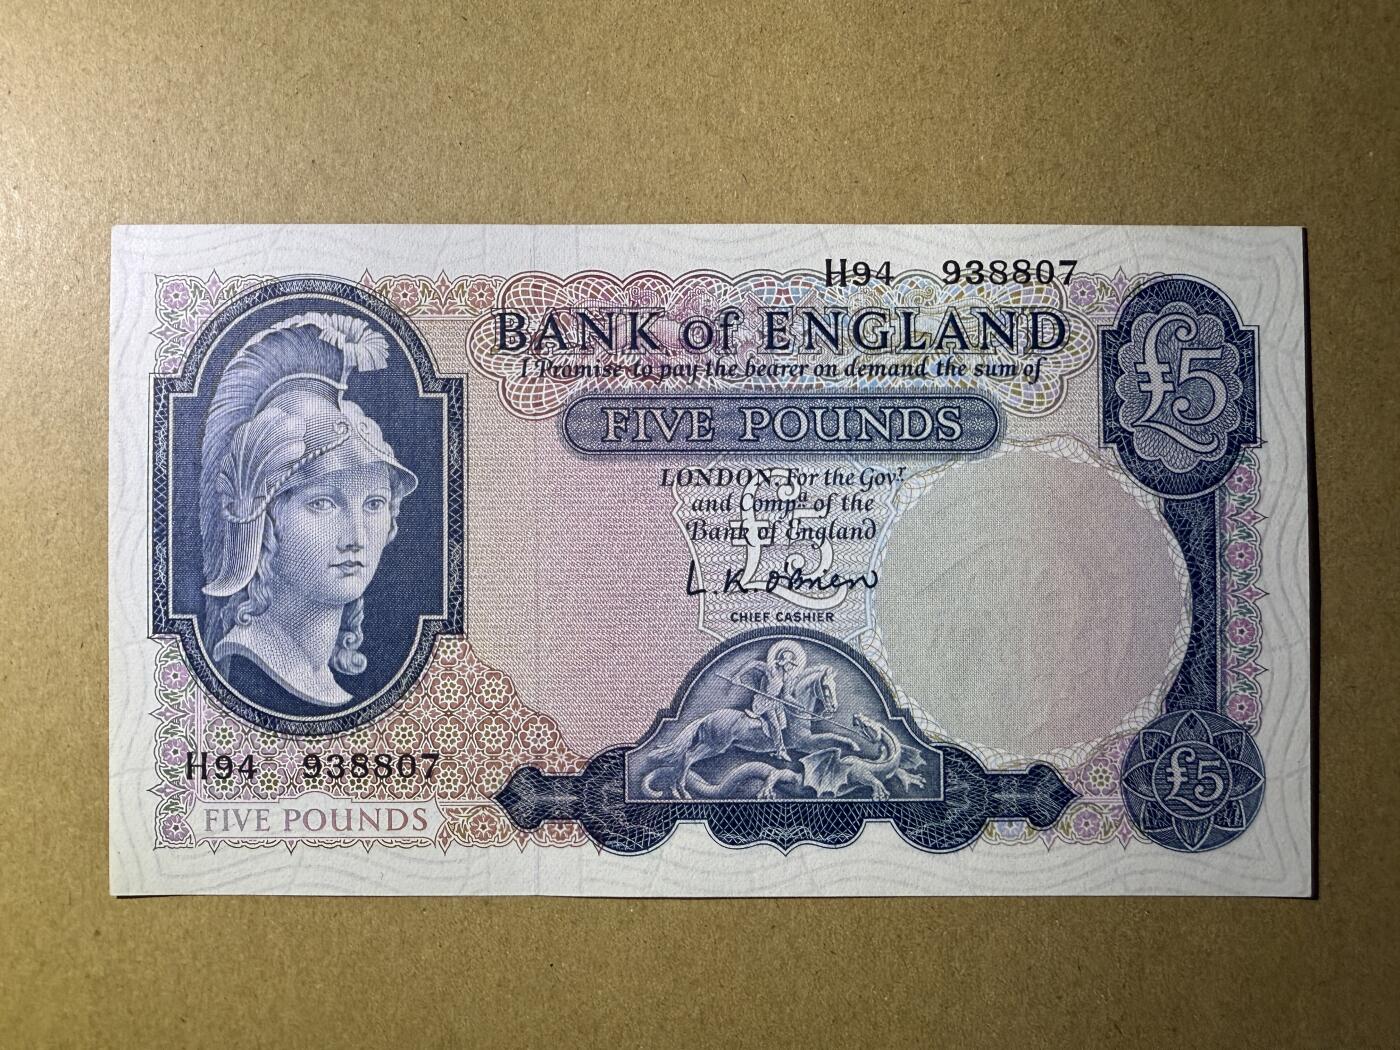 H94 938807
BANK of ENGLAND
I Promise to pay the bearer on demand the sum of
FIVE POUNDS
£5
LONDON. For the Govr
and Compa of the
Bank of England
£5
L.K. O'Brien
CHIEF CASHIER
H94 938807
FIVE POUNDS
£5